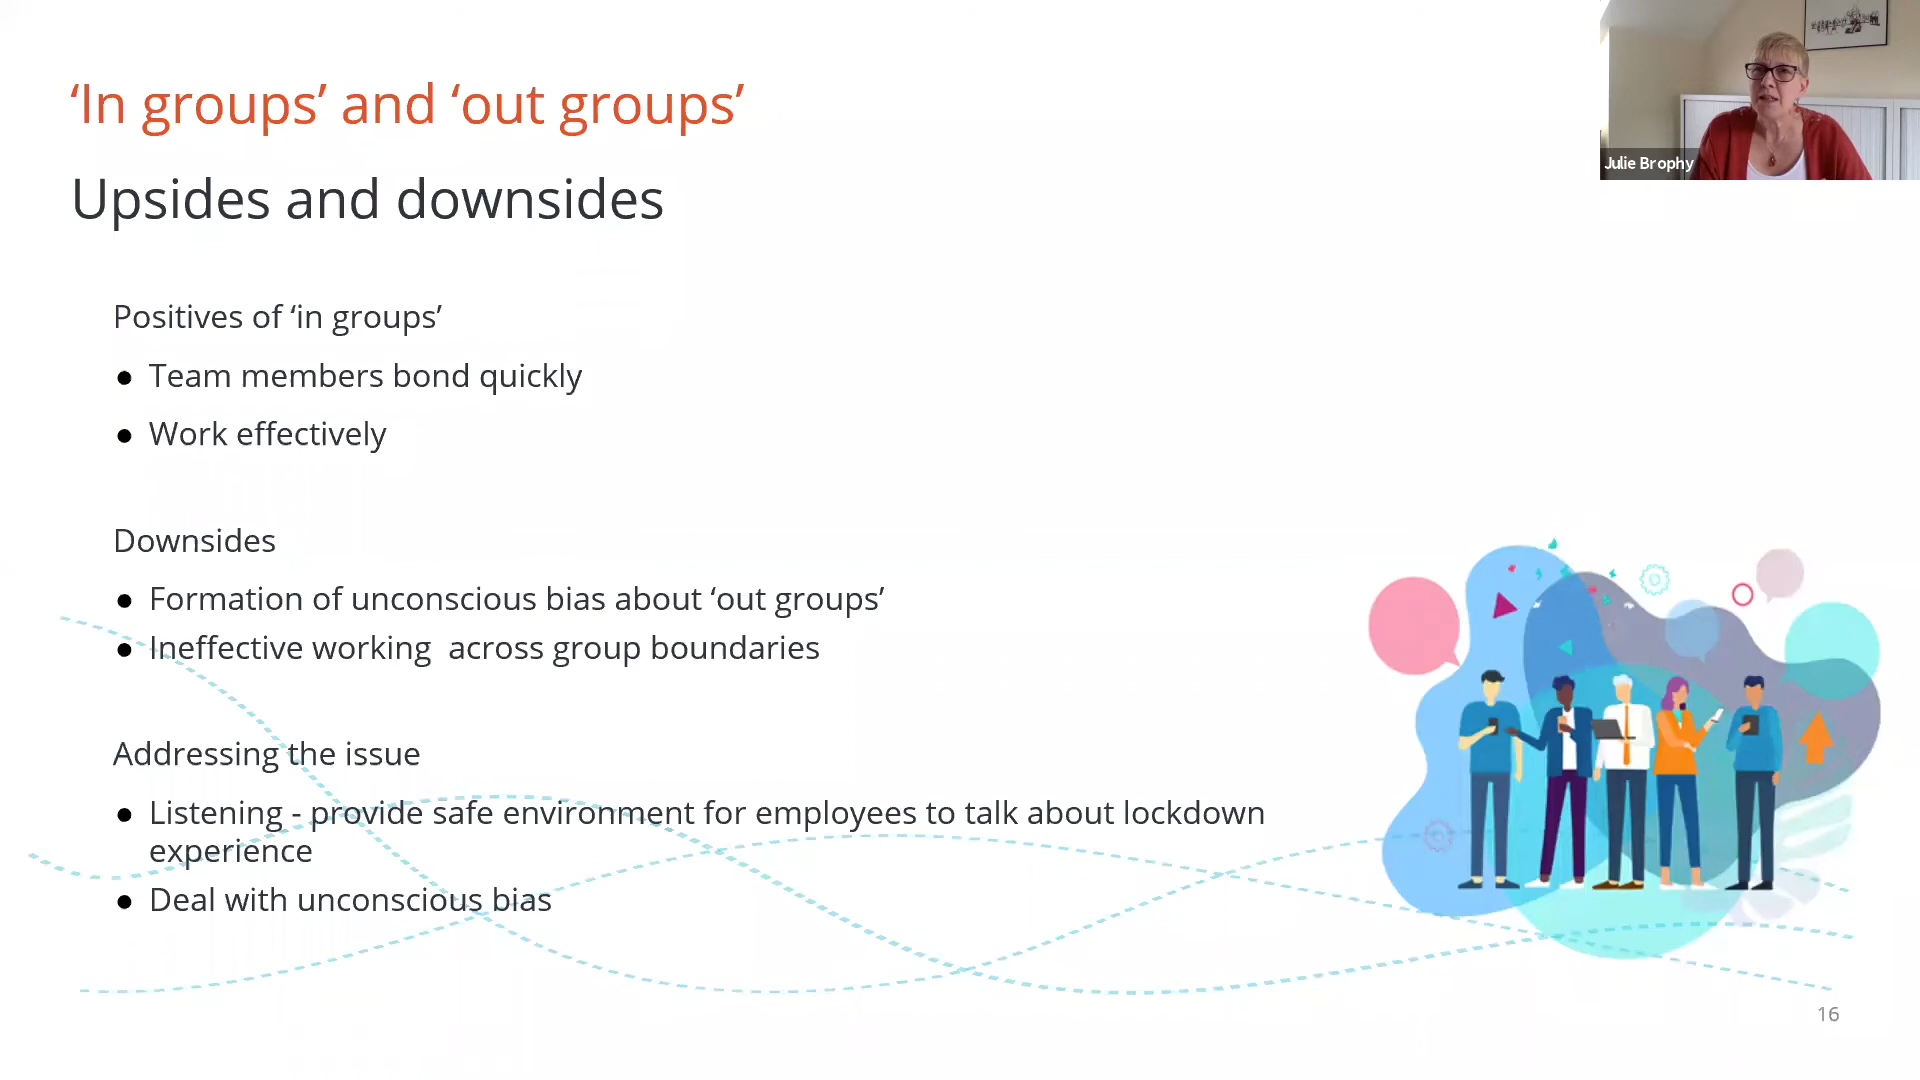 ‘In groups’ and ‘out groups’
Upsides and downsides
Julie Brophy
Positives of ‘in groups’
● Team members bond quickly
● Work effectively
Downsides
● Formation of unconscious bias about ‘out groups’
● Ineffective working  across group boundaries
Addressing the issue
● Listening - provide safe environment for employees to talk about lockdown
experience
● Deal with unconscious bias
16